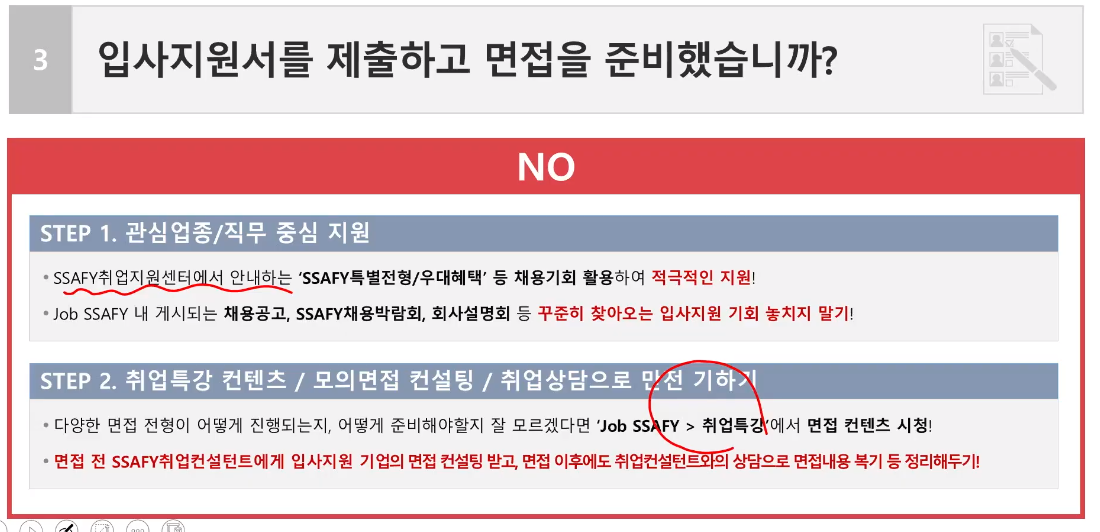 3
입사지원서를 제출하고 면접을 준비했습니까?
NO
STEP 1. 관심업종/직무 중심 지원
• SSAFY취업지원센터에서 안내하는 ‘SSAFY특별전형/우대혜택’ 등 채용기회 활용하여 적극적인 지원!
• Job SSAFY 내 게시되는 채용공고, SSAFY채용박람회, 회사설명회 등 꾸준히 찾아오는 입사지원 기회 놓치지 말기!
STEP 2. 취업특강 컨텐츠 / 모의면접 컨설팅 / 취업상담으로 만전 기하기
• 다양한 면접 전형이 어떻게 진행되는지, 어떻게 준비해야할지 잘 모르겠다면 ‘Job SSAFY > 취업특강’에서 면접 컨텐츠 시청!
• 면접 전 SSAFY취업컨설턴트에게 입사지원 기업의 면접 컨설팅 받고, 면접 이후에도 취업컨설턴트와의 상담으로 면접내용 복기 등 정리해두기!